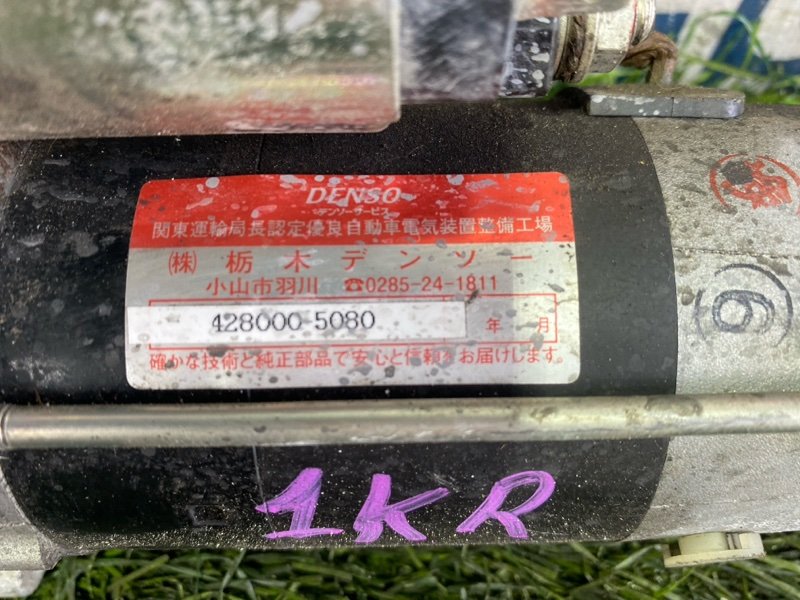 DENSO
デンソーサービス
関東運輸局長認定優良自動車電気装置整備工場
(株) 栃木デンソー
小山市羽川 ☎0285-24-1811
428000-5080 年 月
確かな技術と純正部品で安心と信頼をお届けします。
(6)
1KR